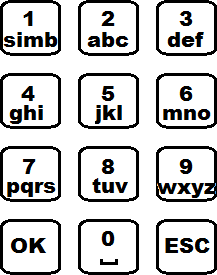 1 2 3
simb abc def
4 5 6
ghi jkl mno
7 8 9
pqrs tuv wxyz
OK 0 ESC